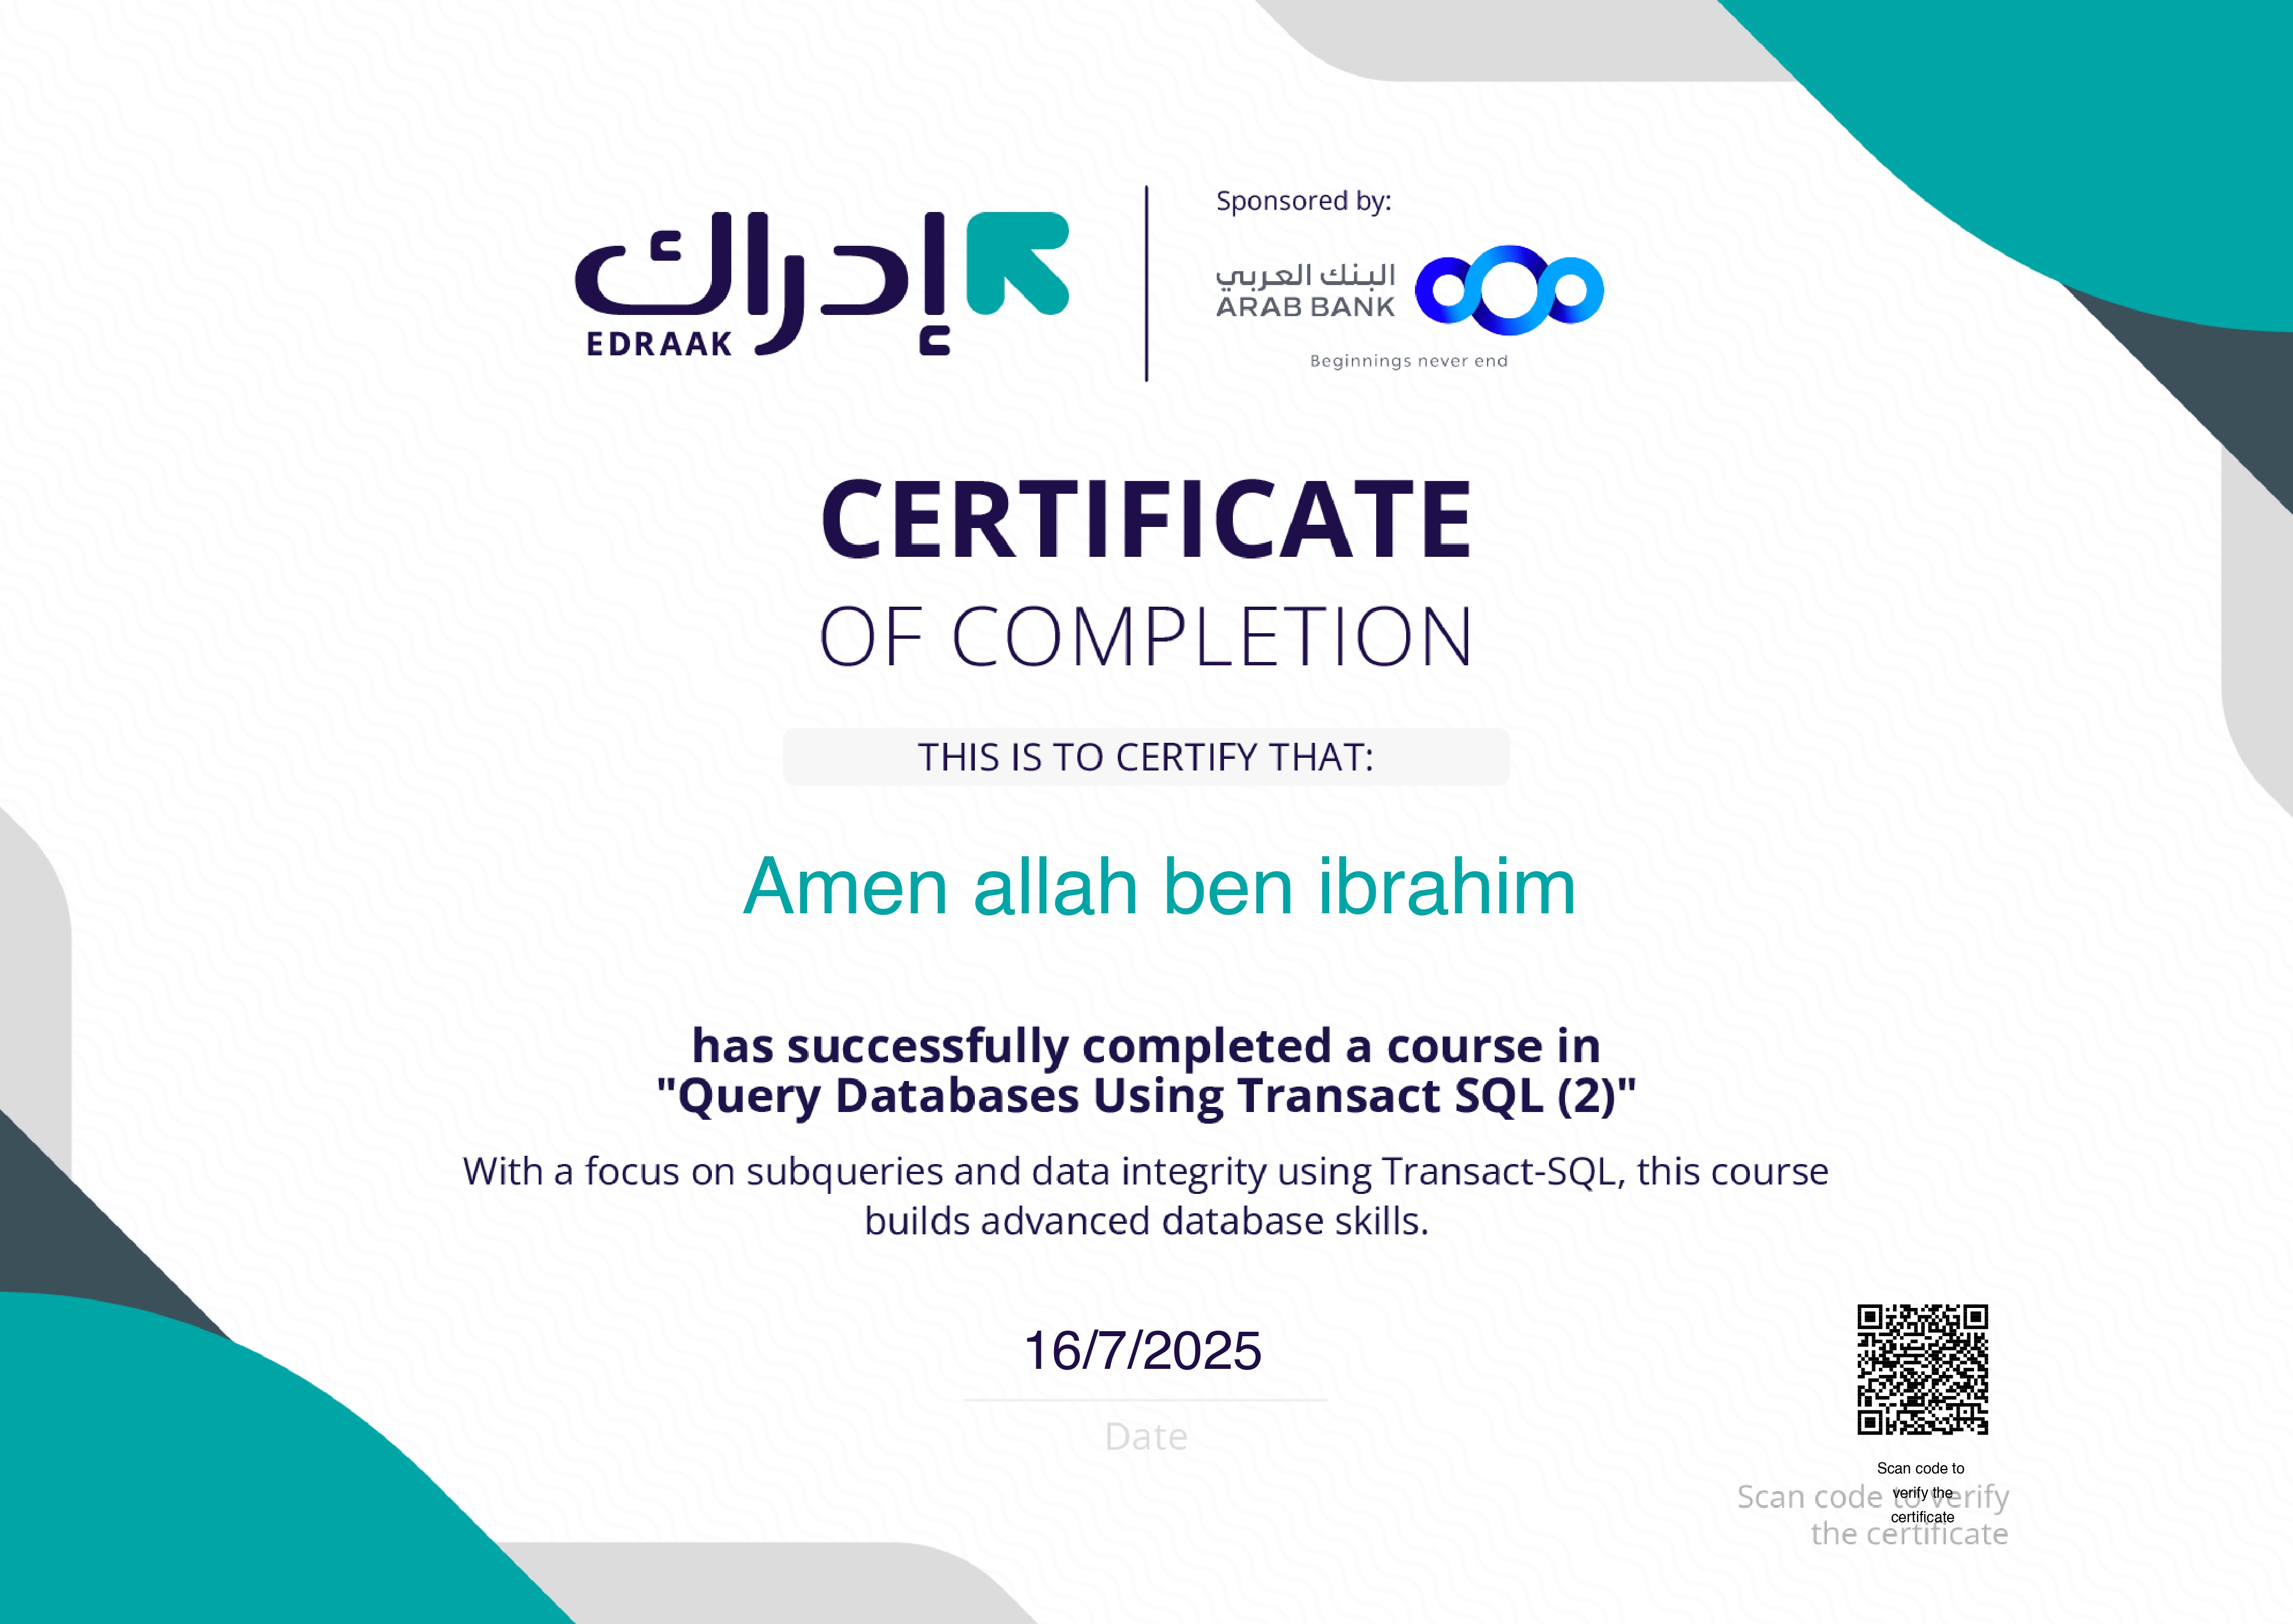 إدراك
EDRAAK
Sponsored by:
البنك العربي
ARAB BANK
Beginnings never end
CERTIFICATE
OF COMPLETION
THIS IS TO CERTIFY THAT:
Amen allah ben ibrahim
has successfully completed a course in
"Query Databases Using Transact SQL (2)"
With a focus on subqueries and data integrity using Transact-SQL, this course
builds advanced database skills.
16/7/2025
Date
Scan code to
verify the
certificate
Scan code to verify
the certificate